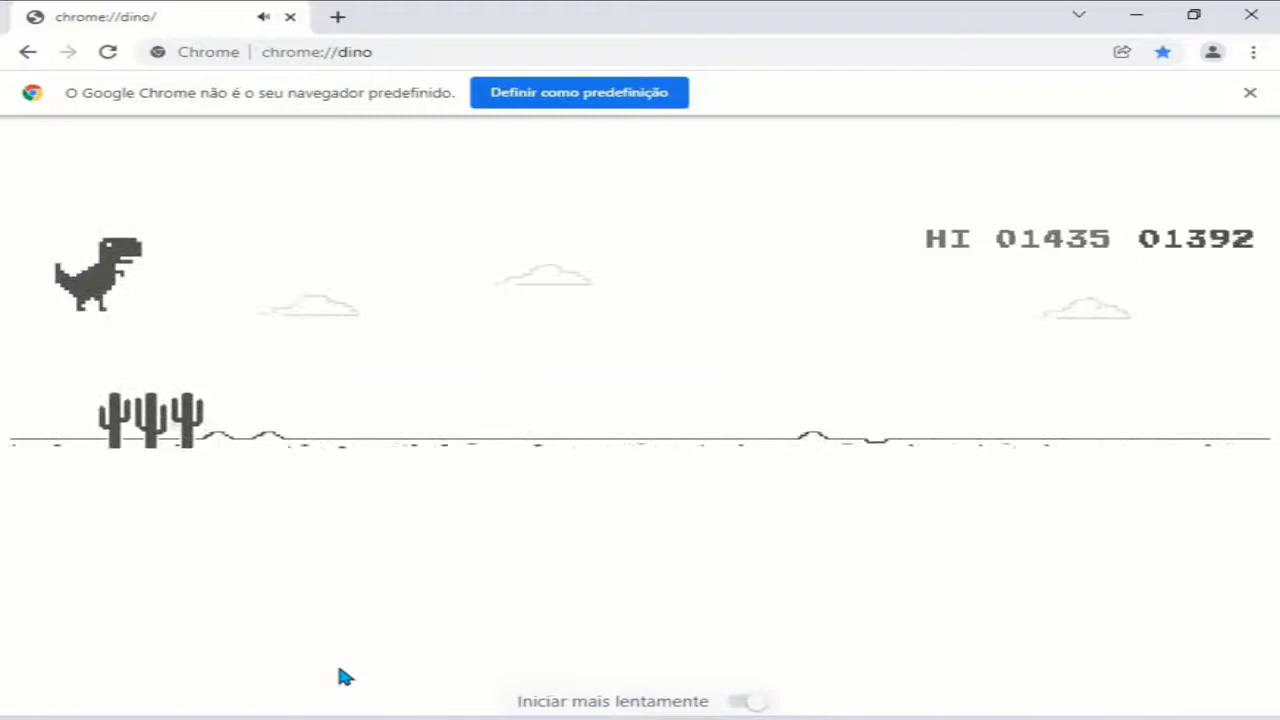 chrome://dino/
Chrome | chrome://dino
O Google Chrome não é o seu navegador predefinido. Definir como predefinição
HI 01435 01392
Iniciar mais lentamente